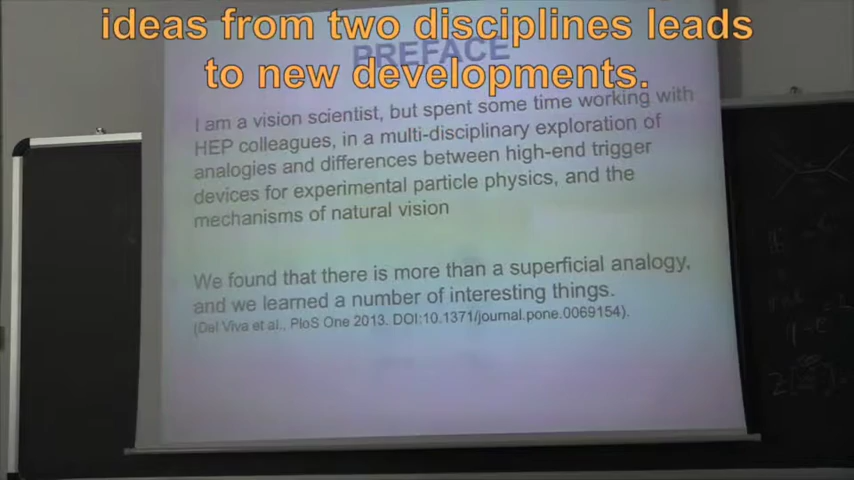 ideas from two disciplines leads
to new developments.
PREFACE
I am a vision scientist, but spent some time working with
HEP colleagues, in a multi-disciplinary exploration of
analogies and differences between high-end trigger
devices for experimental particle physics, and the
mechanisms of natural vision
We found that there is more than a superficial analogy,
and we learned a number of interesting things.
(Del Viva et al., PloS One 2013. DOI:10.1371/journal.pone.0069154).